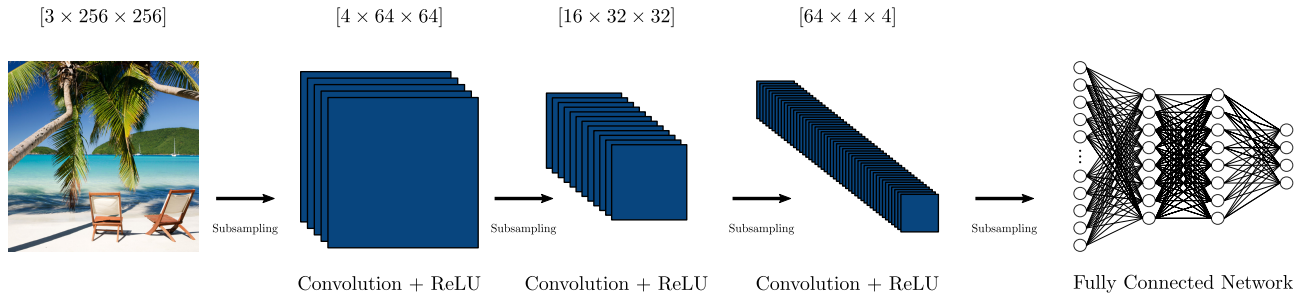 [3 × 256 × 256]
[4 × 64 × 64]
[16 × 32 × 32]
[64 × 4 × 4]
Subsampling
Subsampling
Subsampling
Subsampling
Convolution + ReLU
Convolution + ReLU
Convolution + ReLU
Fully Connected Network